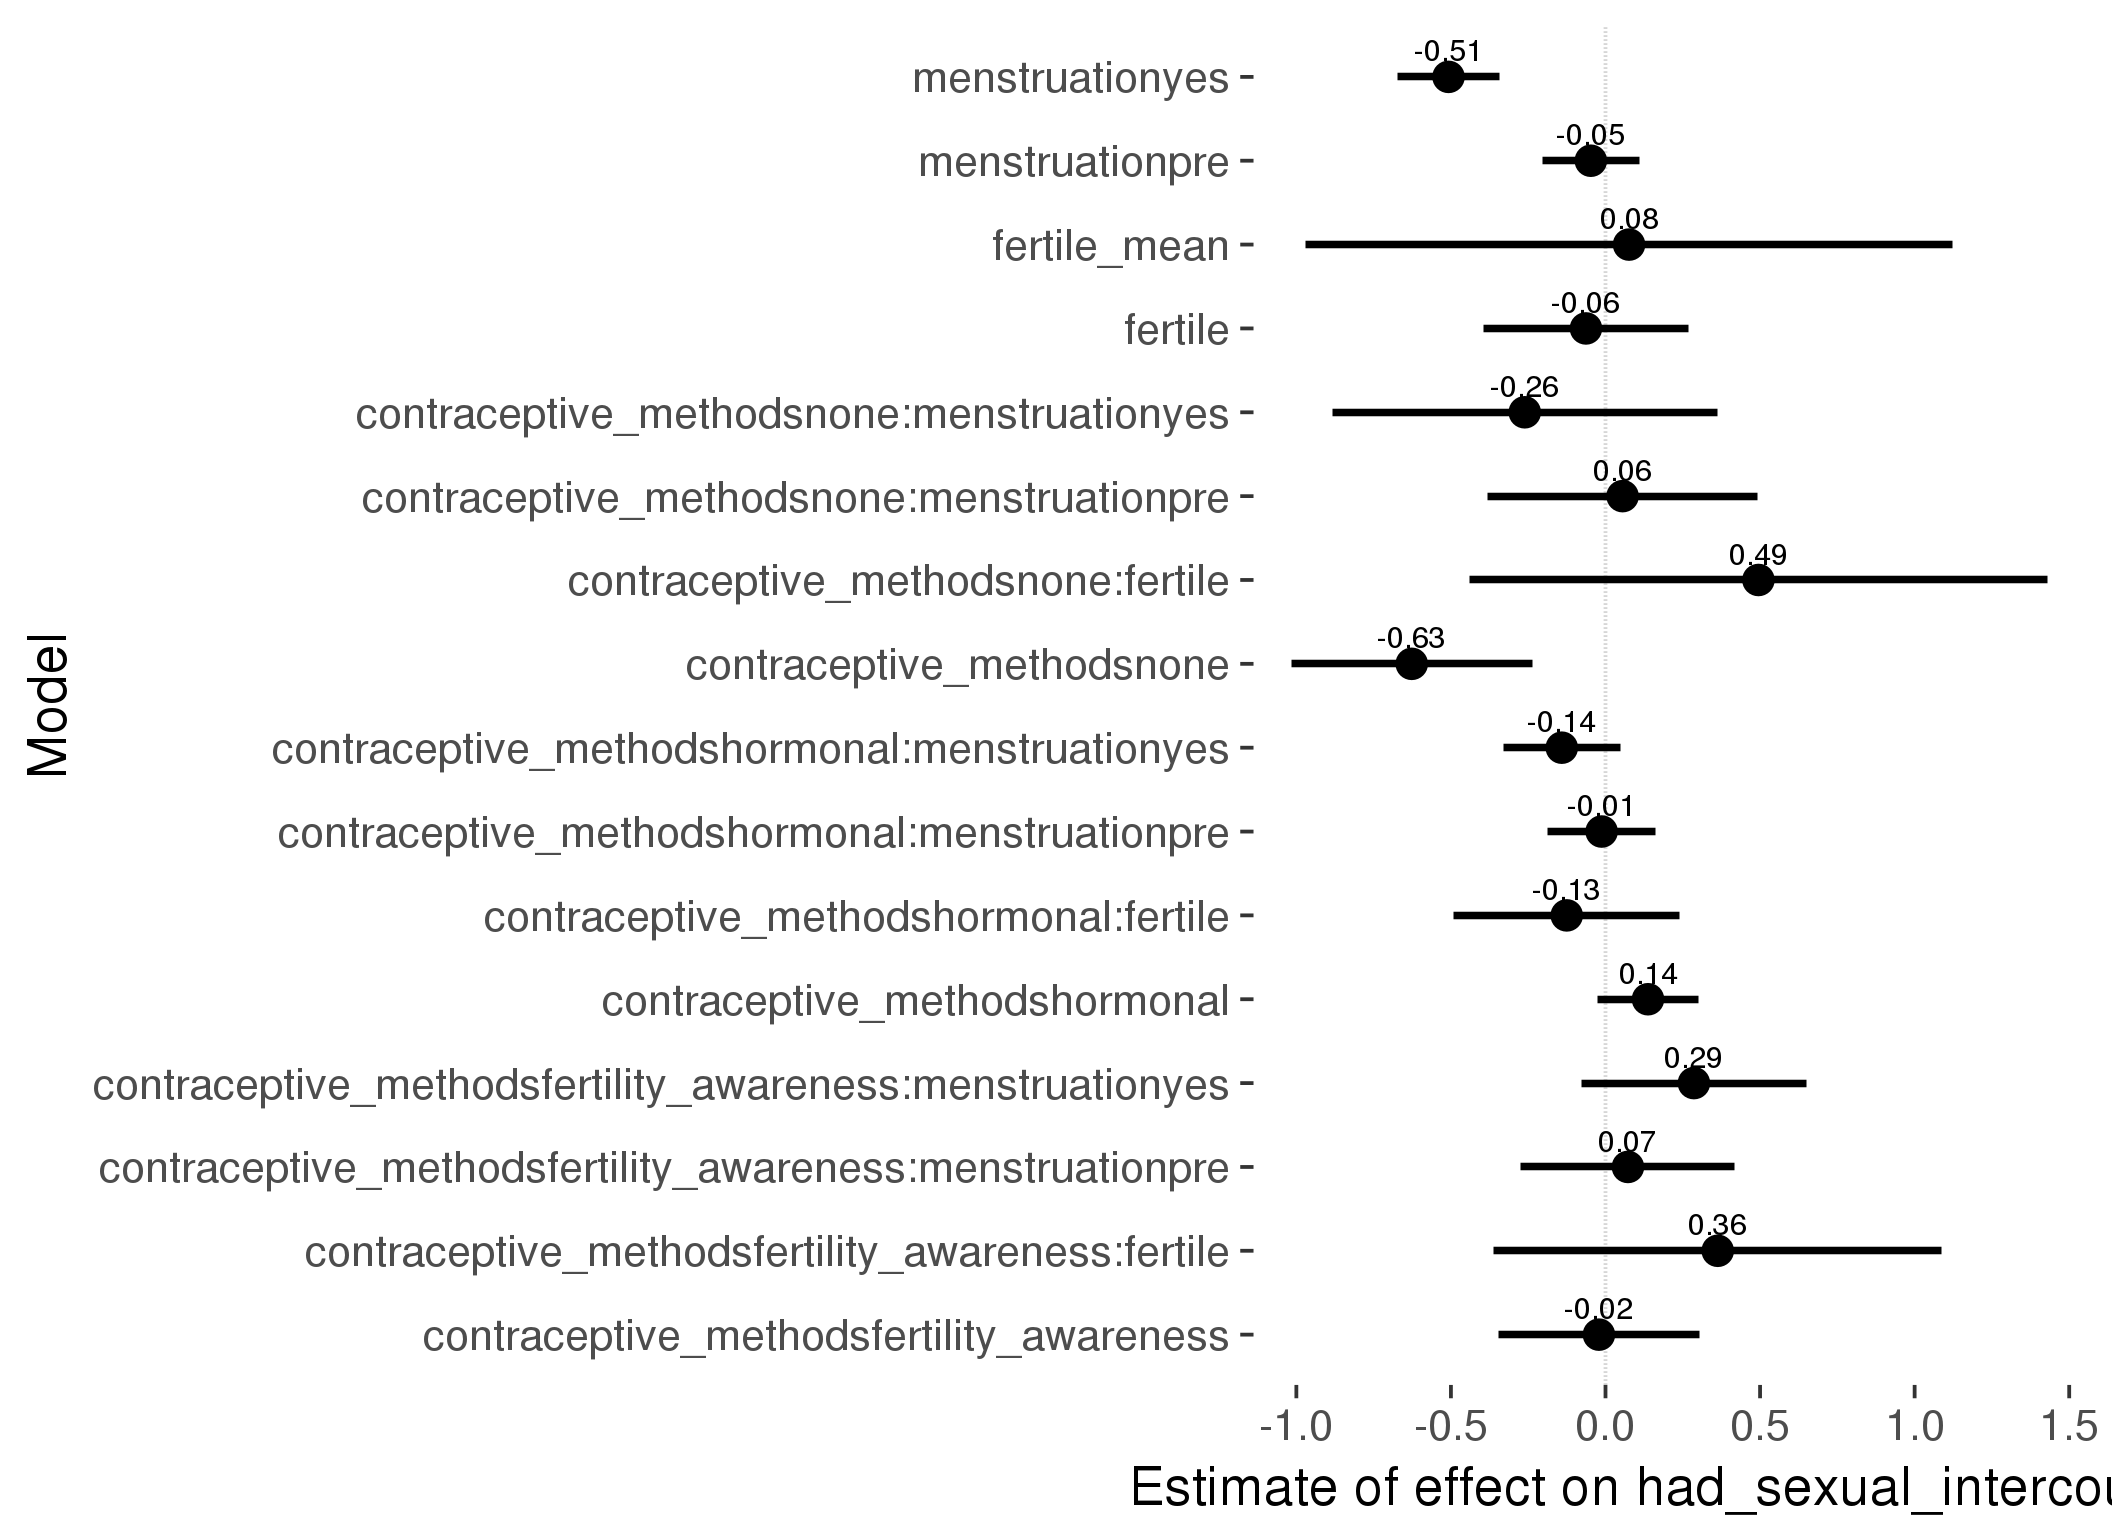 menstruationyes
-0.51
menstruationpre
-0.05
fertile_mean
0.08
fertile
-0.06
contraceptive_methodsnone:menstruationyes
-0.26
contraceptive_methodsnone:menstruationpre
0.06
contraceptive_methodsnone:fertile
0.49
contraceptive_methodsnone
-0.63
Model
contraceptive_methodshormonal:menstruationyes
-0.14
contraceptive_methodshormonal:menstruationpre
-0.01
contraceptive_methodshormonal:fertile
-0.13
contraceptive_methodshormonal
0.14
contraceptive_methodsfertility_awareness:menstruationyes
0.29
contraceptive_methodsfertility_awareness:menstruationpre
0.07
contraceptive_methodsfertility_awareness:fertile
0.36
contraceptive_methodsfertility_awareness
-0.02
-1.0 -0.5 0.0 0.5 1.0 1.5
Estimate of effect on had_sexual_intercou